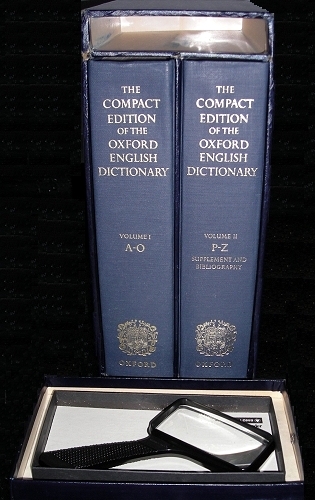 THE
COMPACT
EDITION
OF THE
OXFORD
ENGLISH
DICTIONARY
VOLUME I
A-O
OXFORD
THE
COMPACT
EDITION
OF THE
OXFORD
ENGLISH
DICTIONARY
VOLUME II
P-Z
SUPPLEMENT AND
BIBLIOGRAPHY
OXFORD